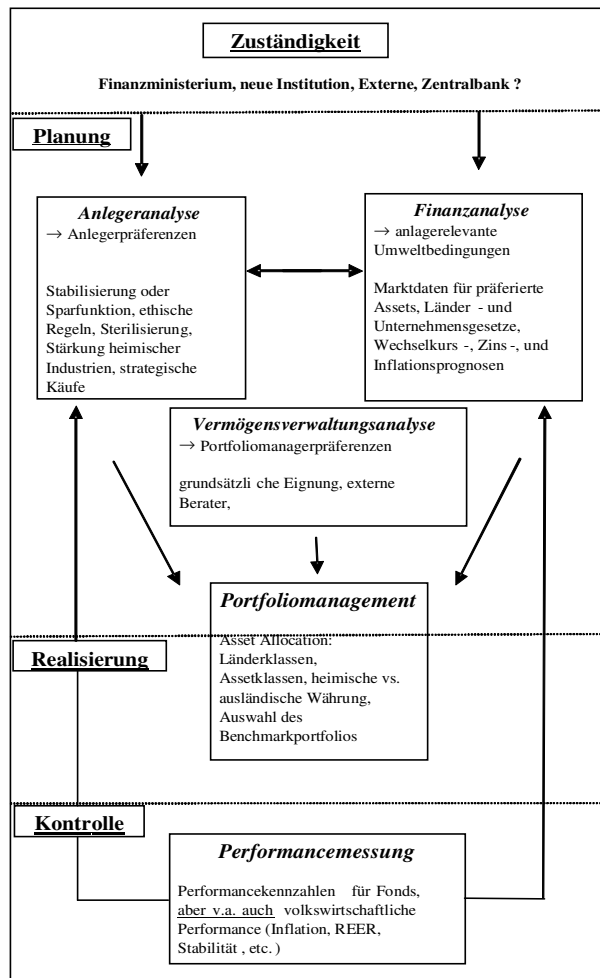 Zuständigkeit
Finanzministerium, neue Institution, Externe, Zentralbank ?
Planung
Anlegeranalyse
→ Anlegerpräferenzen
Stabilisierung oder
Sparfunktion, ethische
Regeln, Sterilisierung,
Stärkung heimischer
Industrien, strategische
Käufe
Finanzanalyse
→ anlagerelevante
Umweltbedingungen
Marktdaten für präferierte
Assets, Länder - und
Unternehmensgesetze,
Wechselkurs -, Zins -, und
Inflationsprognosen
Vermögensverwaltungsanalyse
→ Portfoliomanagerpräferenzen
grundsätzli che Eignung, externe
Berater,
Portfoliomanagement
Realisierung
Asset Allocation:
Länderklassen,
Assetklassen, heimische vs.
ausländische Währung,
Auswahl des
Benchmarkportfolios
Kontrolle
Performancemessung
Performancekennzahlen für Fonds,
aber v.a. auch volkswirtschaftliche
Performance (Inflation, REER,
Stabilität , etc. )